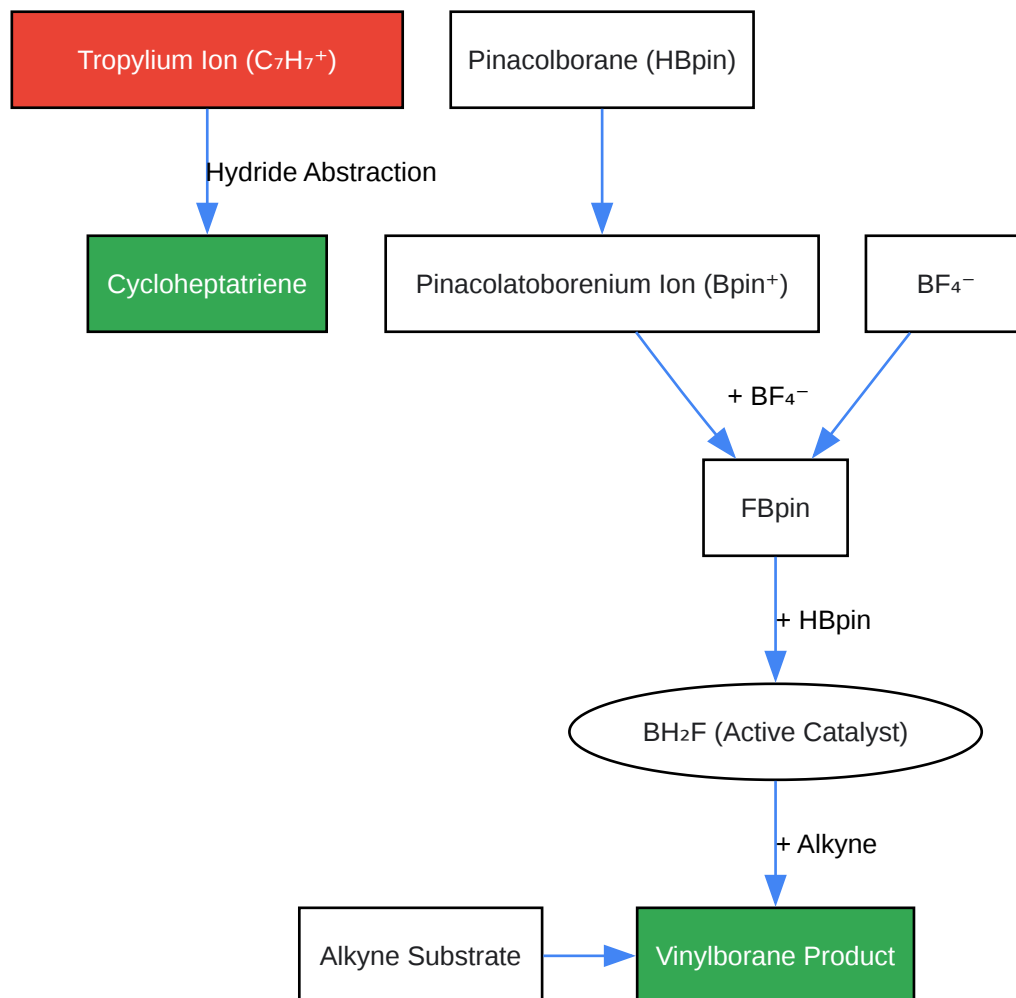 Tropylium Ion (C₇H₇⁺)
Pinacolborane (HBpin)
Hydride Abstraction
Cycloheptatriene
Pinacolatoborenium Ion (Bpin⁺)
BF₄⁻
+ BF₄⁻
FBpin
+ HBpin
BH₂F (Active Catalyst)
+ Alkyne
Alkyne Substrate
Vinylborane Product